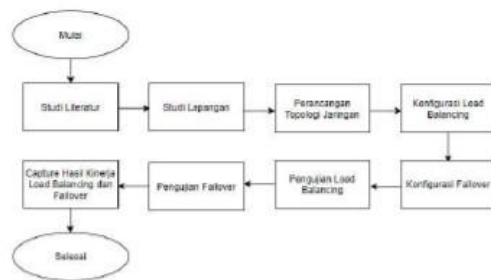 Mulai
Studi Literatur
Studi Lapangan
Perancangan
Topologi Jaringan
Konfigurasi Load
Balancing
Konfigurasi Failover
Pengujian Load
Balancing
Pengujian Failover
Capture Hasil Kinerja
Load Balancing dan
Failover
Selesai